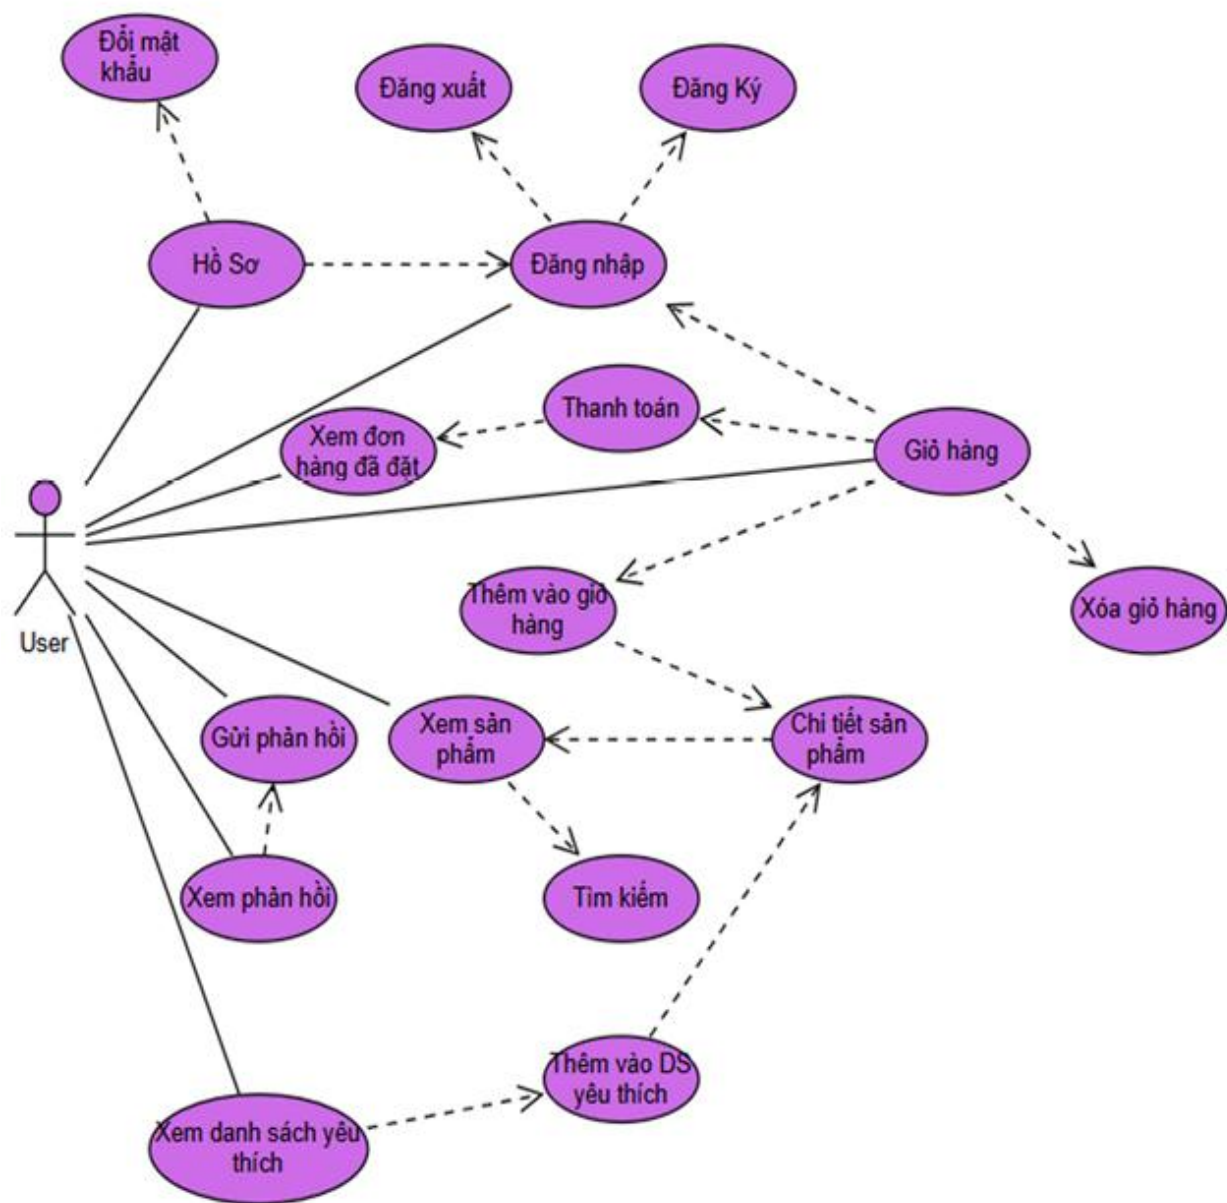 Đổi mật
khẩu
Đăng xuất
Đăng Ký
Hồ Sơ
Đăng nhập
Thanh toán
Xem đơn
hàng đã đặt
Giỏ hàng
Thêm vào giỏ
hàng
Xóa giỏ hàng
User
Gửi phản hồi
Xem sản
phẩm
Chi tiết sản
phẩm
Xem phản hồi
Tìm kiếm
Thêm vào DS
yêu thích
Xem danh sách yêu
thích